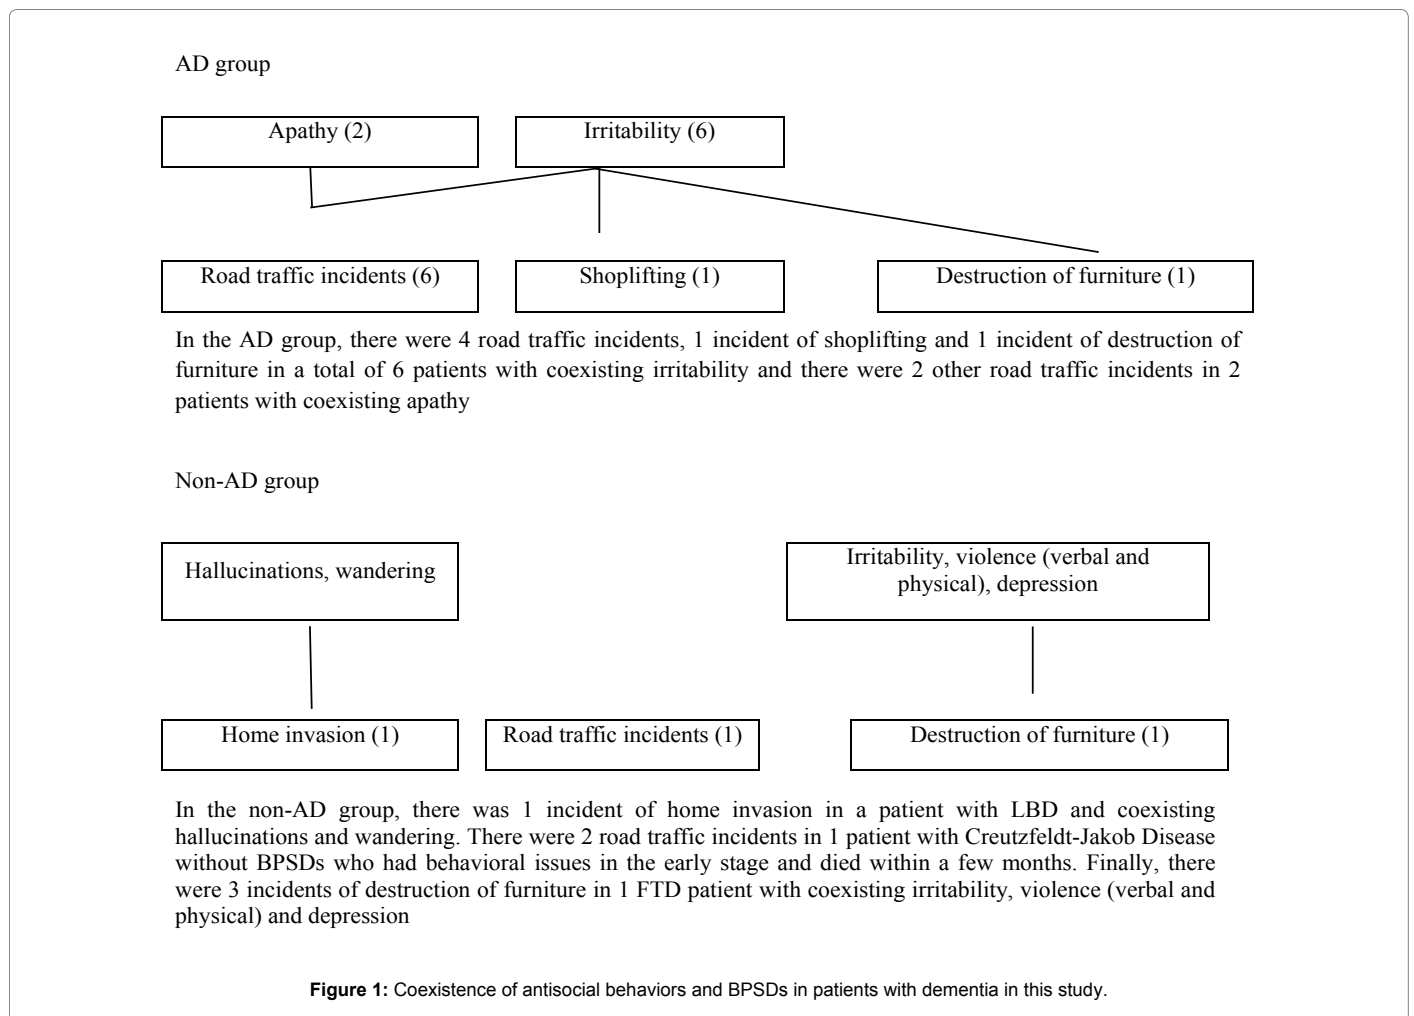 AD group
Apathy (2)
Irritability (6)
Road traffic incidents (6)
Shoplifting (1)
Destruction of furniture (1)
In the AD group, there were 4 road traffic incidents, 1 incident of shoplifting and 1 incident of destruction of
furniture in a total of 6 patients with coexisting irritability and there were 2 other road traffic incidents in 2
patients with coexisting apathy
Non-AD group
Hallucinations, wandering
Irritability, violence (verbal and
physical), depression
Home invasion (1)
Road traffic incidents (1)
Destruction of furniture (1)
In the non-AD group, there was 1 incident of home invasion in a patient with LBD and coexisting
hallucinations and wandering. There were 2 road traffic incidents in 1 patient with Creutzfeldt-Jakob Disease
without BPSDs who had behavioral issues in the early stage and died within a few months. Finally, there
were 3 incidents of destruction of furniture in 1 FTD patient with coexisting irritability, violence (verbal and
physical) and depression
Figure 1: Coexistence of antisocial behaviors and BPSDs in patients with dementia in this study.